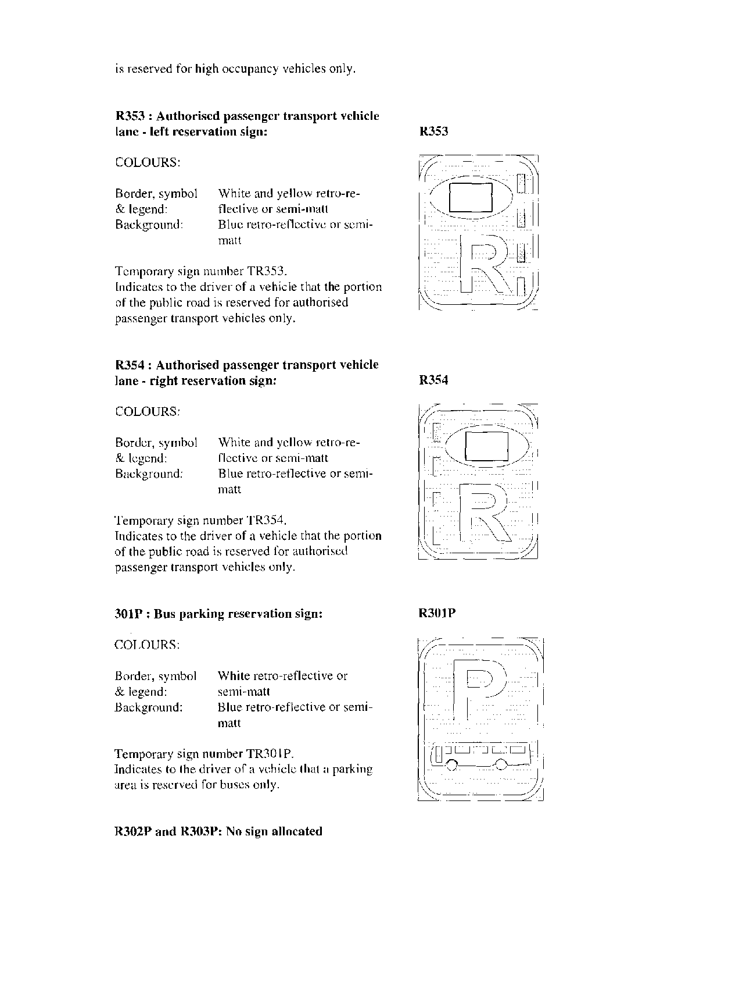 is reserved for high occupancy vehicles only.
R353 : Authorised passenger transport vehicle
lane - left reservation sign:
R353
COLOURS:
Border, symbol White and yellow retro-re-
& legend: flective or semi-matt
Background: Blue retro-reflective or semi-
matt
Temporary sign number TR353.
Indicates to the driver of a vehicle that the portion
of the public road is reserved for authorised
passenger transport vehicles only.
R
R354 : Authorised passenger transport vehicle
lane - right reservation sign:
R354
COLOURS:
Border, symbol White and yellow retro-re-
& legend: flective or semi-matt
Background: Blue retro-reflective or semi-
matt
Temporary sign number TR354.
Indicates to the driver of a vehicle that the portion
of the public road is reserved for authorised
passenger transport vehicles only.
R
301P : Bus parking reservation sign:
R301P
COLOURS:
Border, symbol White retro-reflective or
& legend: semi-matt
Background: Blue retro-reflective or semi-
matt
Temporary sign number TR301P.
Indicates to the driver of a vehicle that a parking
area is reserved for buses only.
P
R302P and R303P: No sign allocated